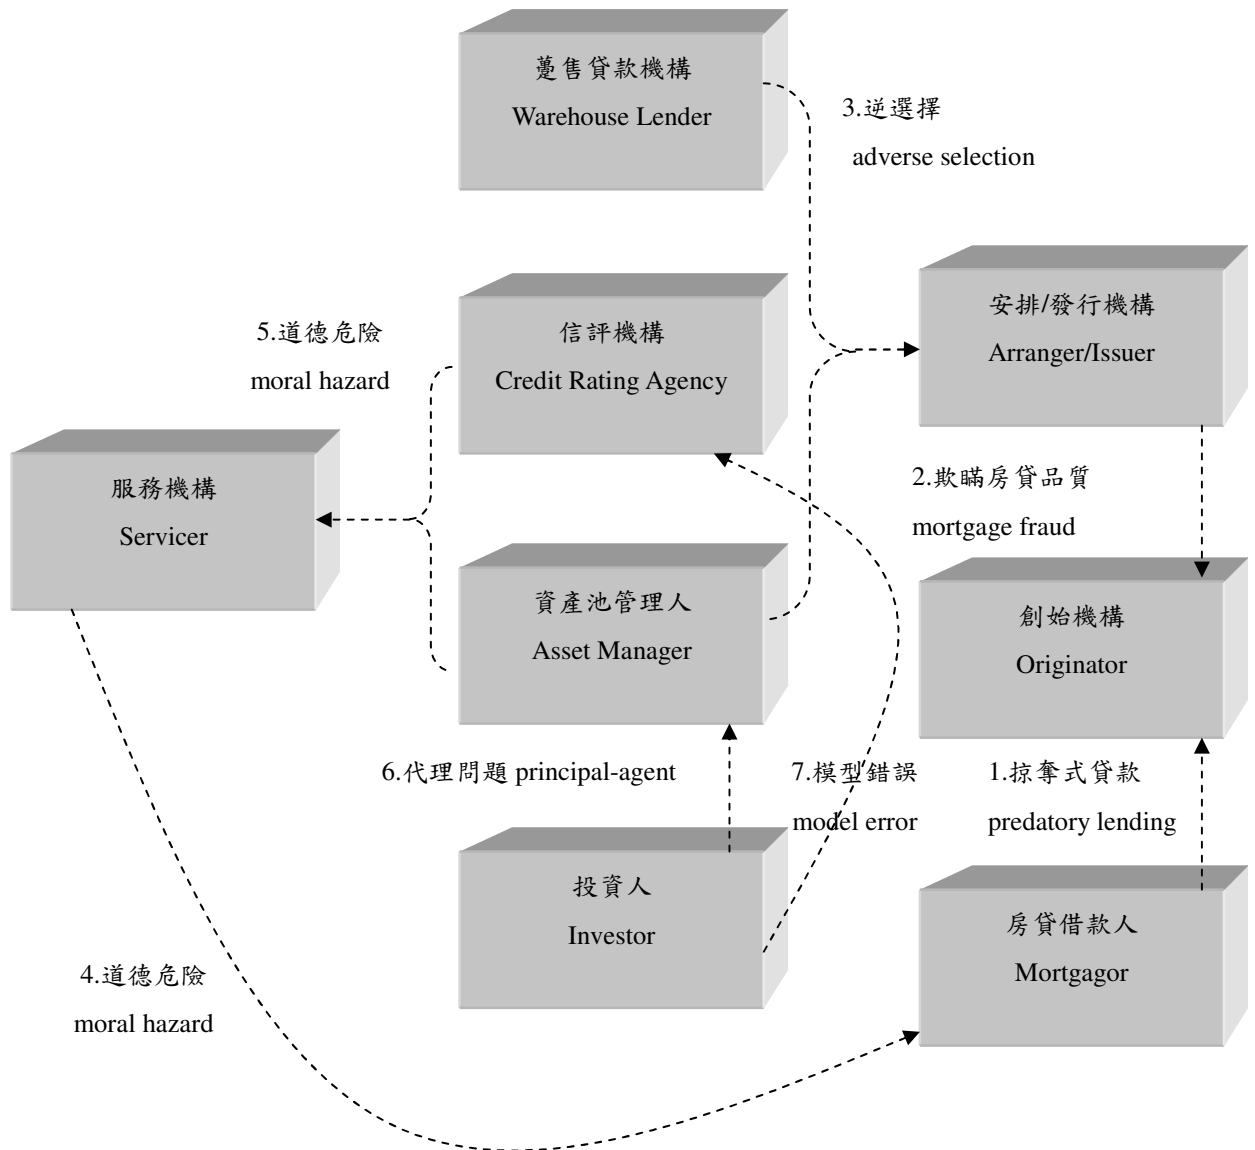 躉售貸款機構
Warehouse Lender
3.逆選擇
adverse selection
安排/發行機構
Arranger/Issuer
信評機構
Credit Rating Agency
5.道德危險
moral hazard
服務機構
Servicer
2.欺瞞房貸品質
mortgage fraud
資產池管理人
Asset Manager
創始機構
Originator
6.代理問題 principal-agent
7.模型錯誤
model error
1.掠奪式貸款
predatory lending
投資人
Investor
房貸借款人
Mortgagor
4.道德危險
moral hazard